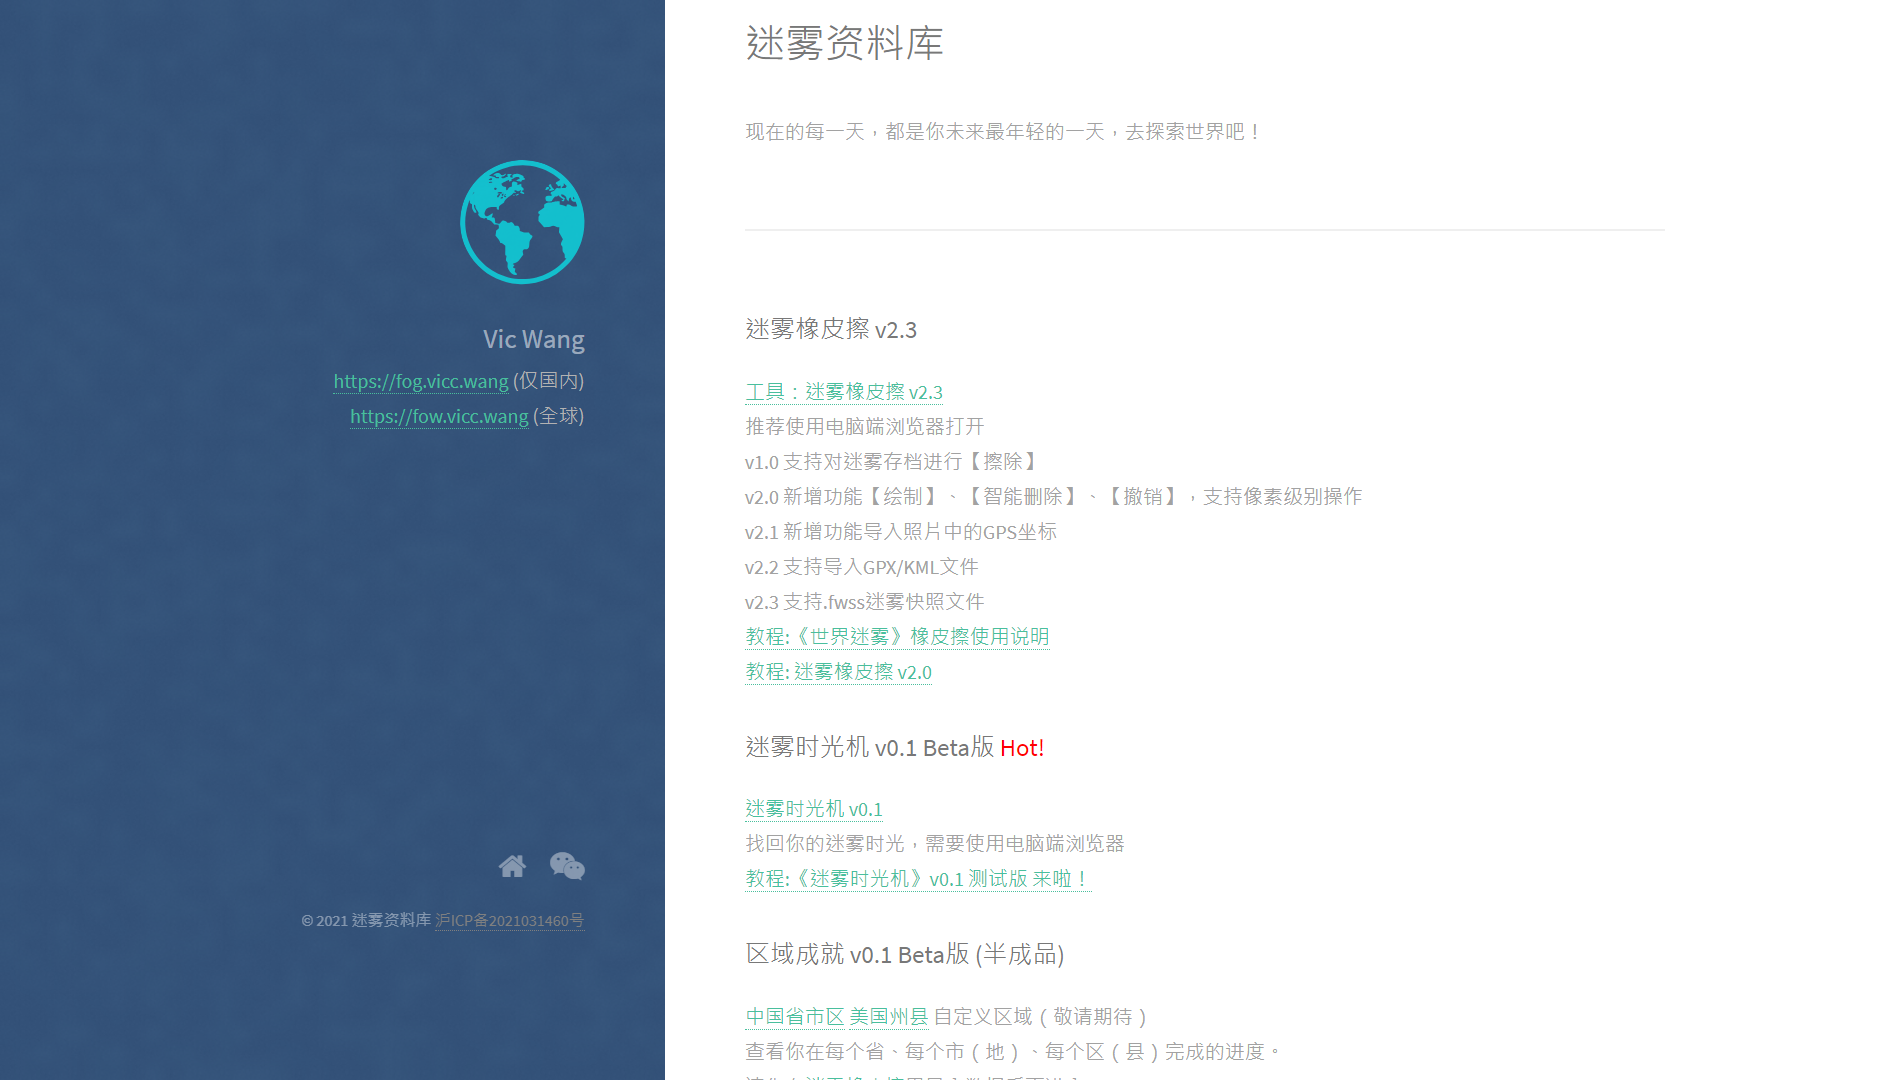 Vic Wang
https://fog.vicc.wang (仅国内)
https://fow.vicc.wang (全球)
© 2021 迷雾资料库 沪ICP备2021031460号
迷雾资料库
现在的每一天，都是你未来最年轻的一天，去探索世界吧！
迷雾橡皮擦 v2.3
工具：迷雾橡皮擦 v2.3
推荐使用电脑端浏览器打开
v1.0 支持对迷雾存档进行【擦除】
v2.0 新增功能【绘制】、【智能删除】、【撤销】，支持像素级别操作
v2.1 新增功能导入照片中的GPS坐标
v2.2 支持导入GPX/KML文件
v2.3 支持.fwss迷雾快照文件
教程:《世界迷雾》橡皮擦使用说明
教程: 迷雾橡皮擦 v2.0
迷雾时光机 v0.1 Beta版 Hot!
迷雾时光机 v0.1
找回你的迷雾时光，需要使用电脑端浏览器
教程:《迷雾时光机》v0.1 测试版 来啦！
区域成就 v0.1 Beta版 (半成品)
中国省市区 美国州县 自定义区域（敬请期待）
查看你在每个省、每个市（地）、每个区（县）完成的进度。